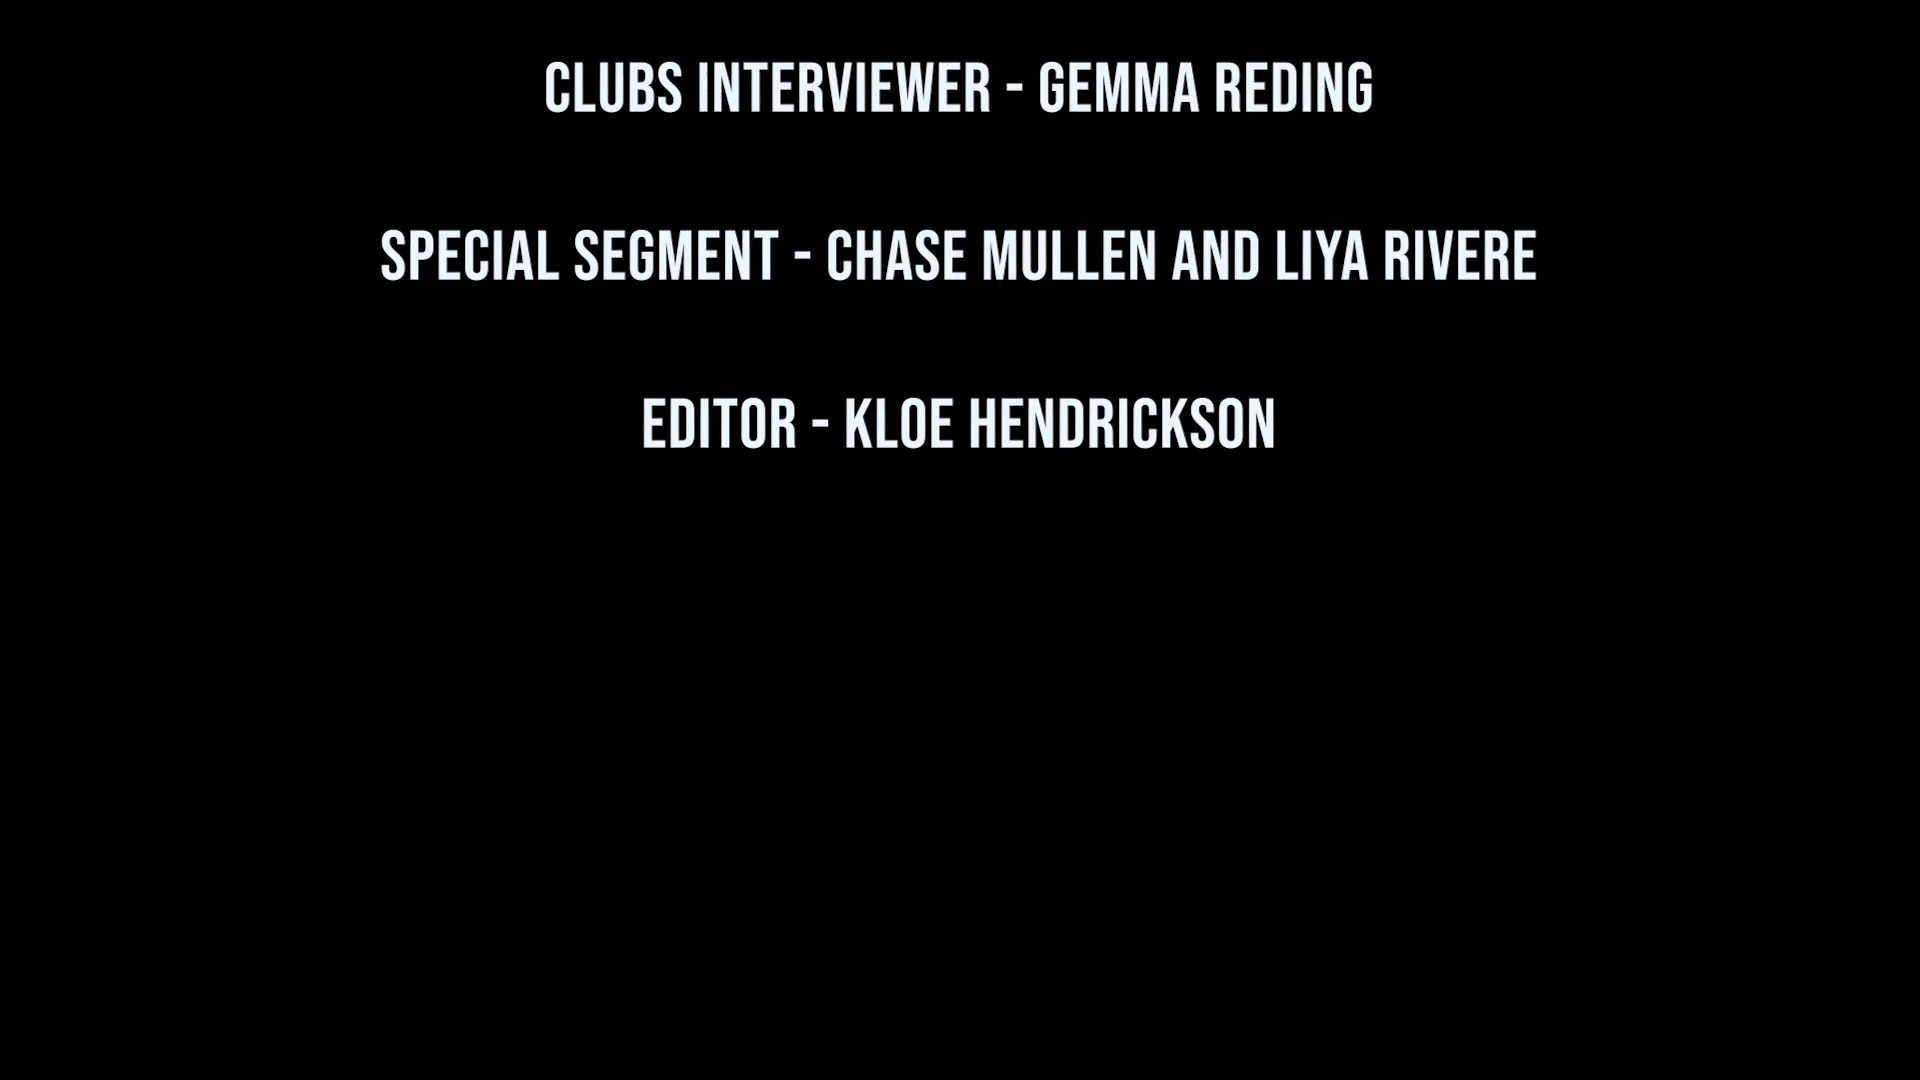 CLUBS INTERVIEWER - GEMMA REDING
SPECIAL SEGMENT - CHASE MULLEN AND LIYA RIVERE
EDITOR - KLOE HENDRICKSON